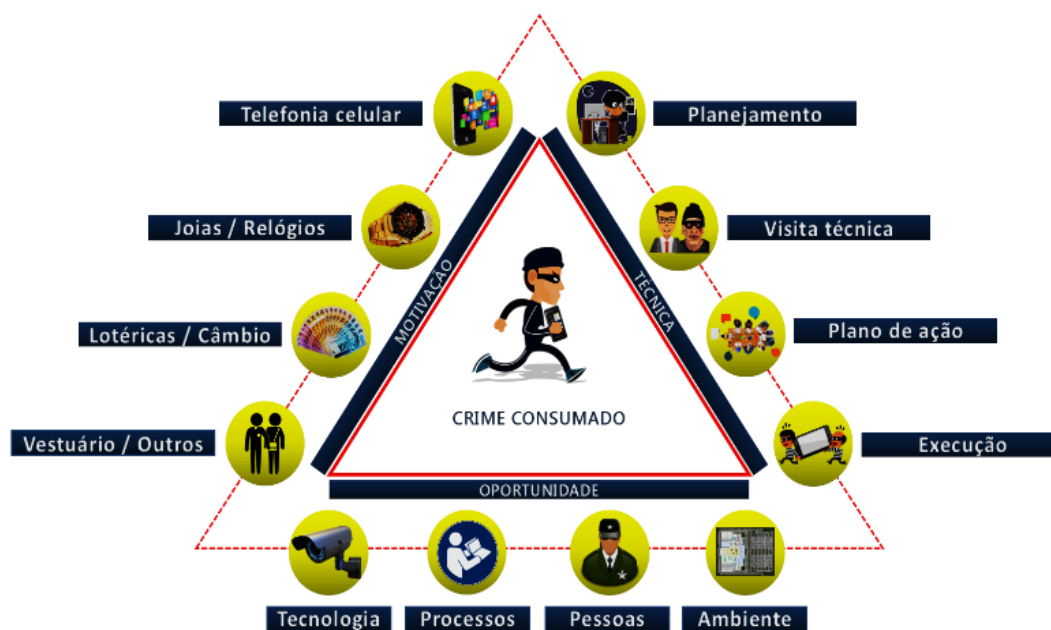 Telefonia celular
Planejamento
Joias / Relógios
Visita técnica
MOTIVAÇÃO
TECNICA
Lotéricas / Câmbio
Plano de ação
CRIME CONSUMADO
Vestuário / Outros
Execução
OPORTUNIDADE
Tecnologia
Processos
Pessoas
Ambiente